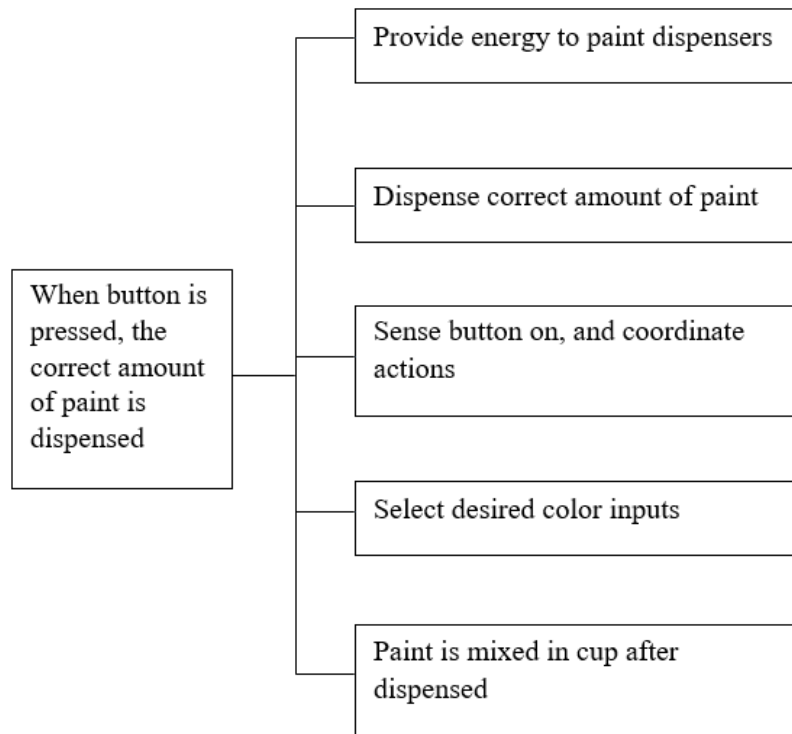 Provide energy to paint dispensers
Dispense correct amount of paint
When button is
pressed, the
correct amount
of paint is
dispensed
Sense button on, and coordinate
actions
Select desired color inputs
Paint is mixed in cup after
dispensed